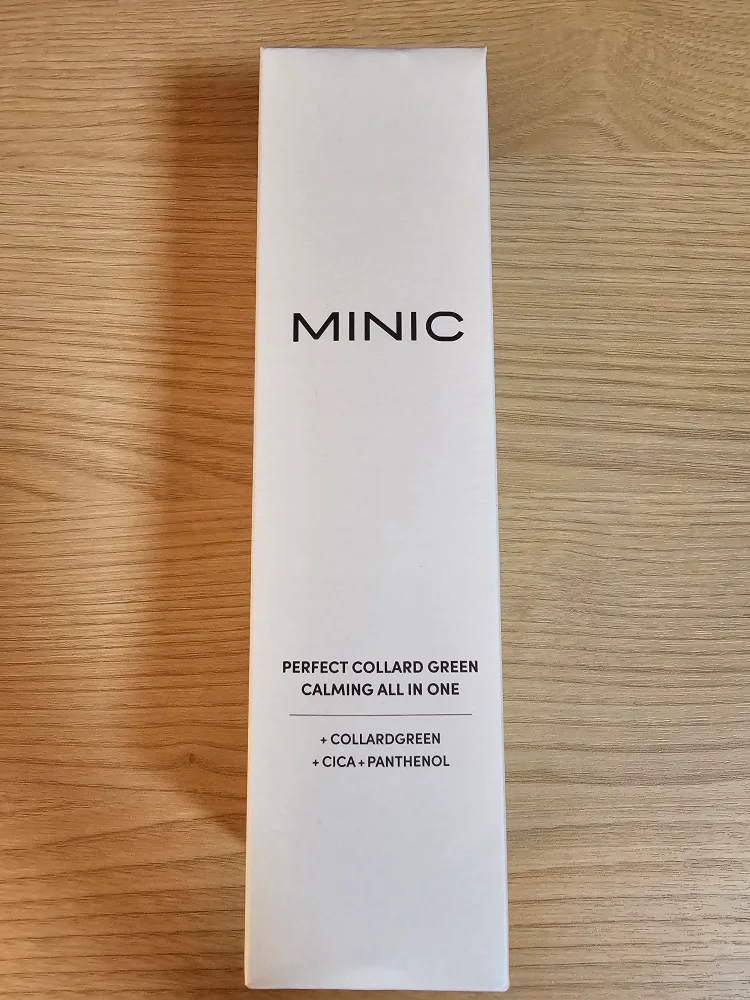 MINIC
PERFECT COLLARD GREEN
CALMING ALL IN ONE
+ COLLARDGREEN
+ CICA + PANTHENOL